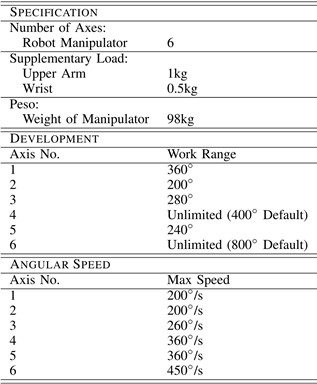 SPECIFICATION
Number of Axes:
Robot Manipulator 6
Supplementary Load:
Upper Arm 1kg
Wrist 0.5kg
Peso:
Weight of Manipulator 98kg
DEVELOPMENT
Axis No. Work Range
1 360°
2 200°
3 280°
4 Unlimited (400° Default)
5 240°
6 Unlimited (800° Default)
ANGULAR SPEED
Axis No. Max Speed
1 200°/s
2 200°/s
3 260°/s
4 360°/s
5 360°/s
6 450°/s